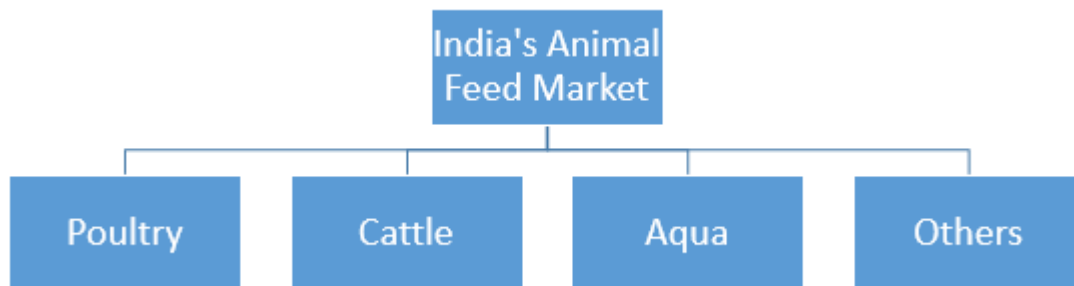 India's Animal
Feed Market
Poultry
Cattle
Aqua
Others